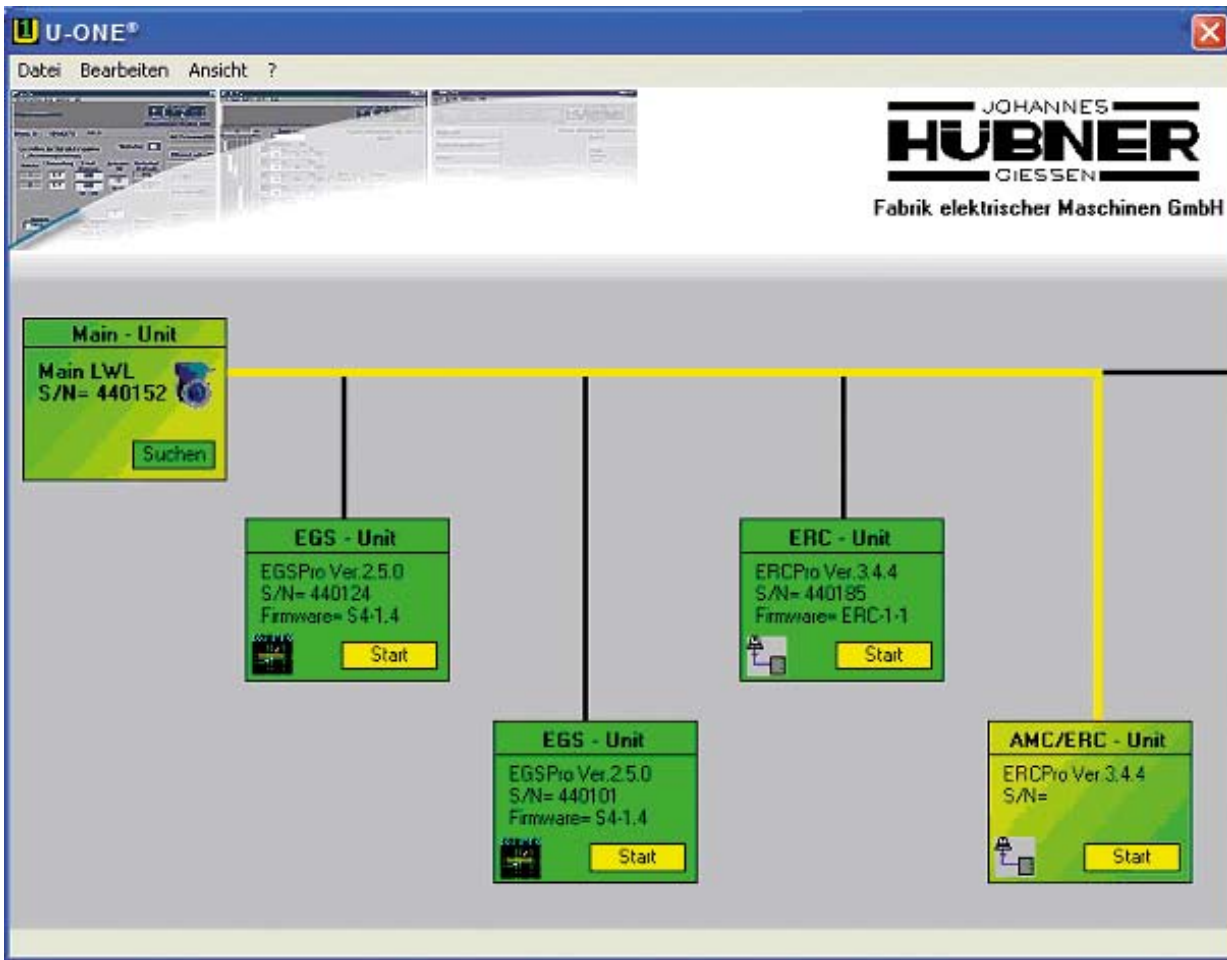 U-ONE®
Datei Bearbeiten Ansicht ?
JOHANNES
HÜBNER
GIESSEN
Fabrik elektrischer Maschinen GmbH
Main - Unit
Main LWL
S/N= 440152
Suchen
EGS - Unit
EGSPro Ver.2.5.0
S/N= 440124
Firmware= S4-1.4
Start
ERC - Unit
ERCPro Ver.3.4.4
S/N= 440185
Firmware= ERC-1-1
Start
EGS - Unit
EGSPro Ver.2.5.0
S/N= 440101
Firmware= S4-1.4
Start
AMC/ERC - Unit
ERCPro Ver.3.4.4
S/N=
Start